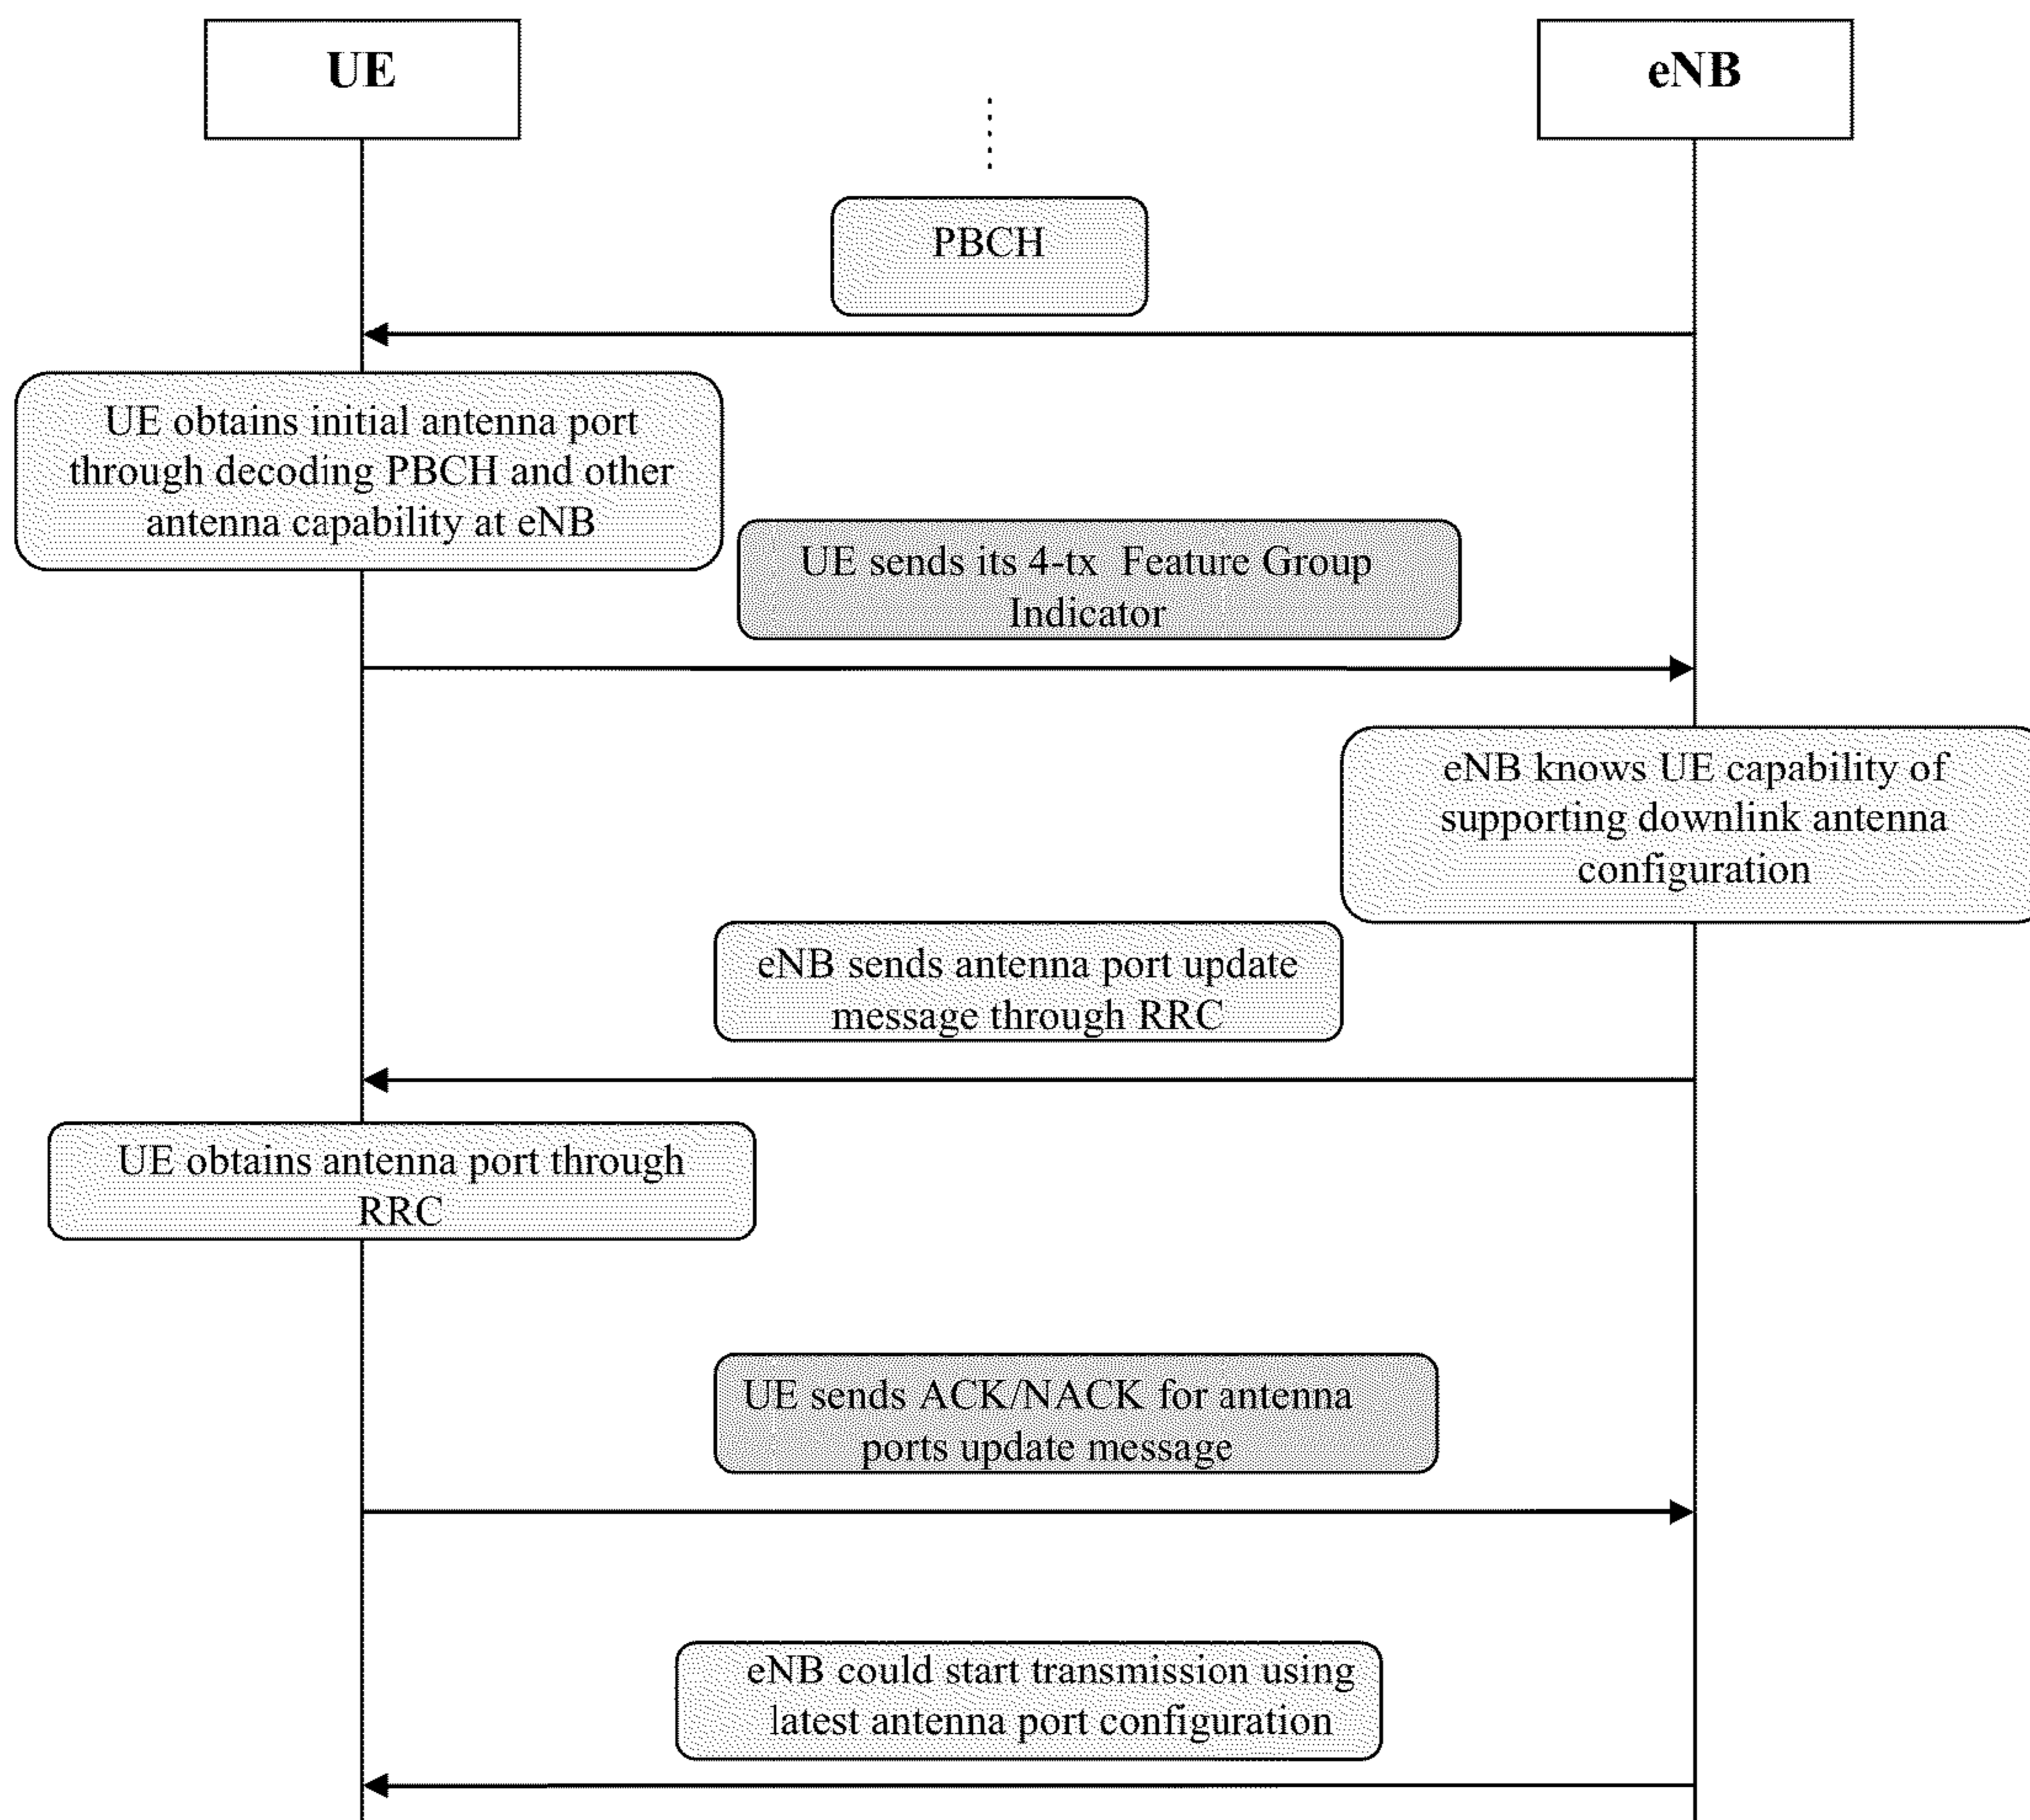 UE
eNB
PBCH
UE obtains initial antenna port
through decoding PBCH and other
antenna capability at eNB
UE sends its 4-tx Feature Group
Indicator
eNB knows UE capability of
supporting downlink antenna
configuration
eNB sends antenna port update
message through RRC
UE obtains antenna port through
RRC
UE sends ACK/NACK for antenna
ports update message
eNB could start transmission using
latest antenna port configuration